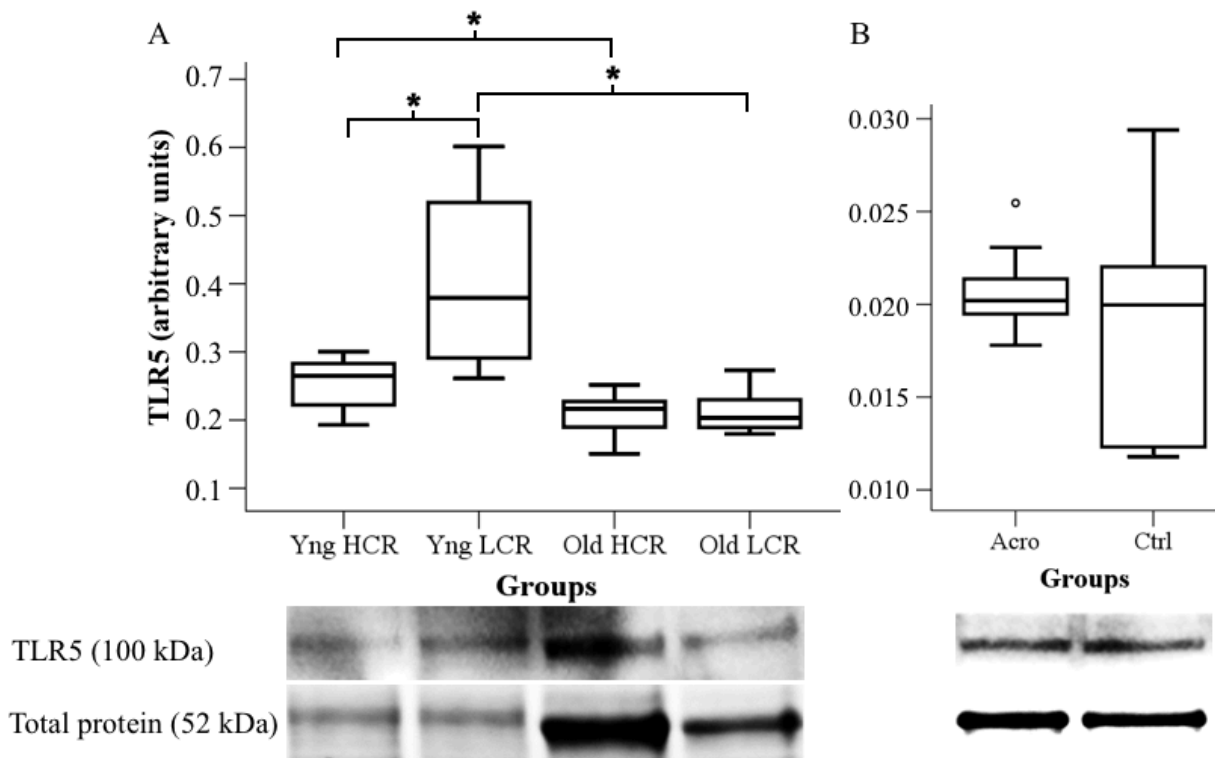 A
B
*
*
*
TLR5 (arbitrary units)
0.7
0.6
0.5
0.4
0.3
0.2
0.1
Yng HCR Yng LCR Old HCR Old LCR
Groups
0.030
0.025
0.020
0.015
0.010
Acro Ctrl
Groups
TLR5 (100 kDa)
Total protein (52 kDa)